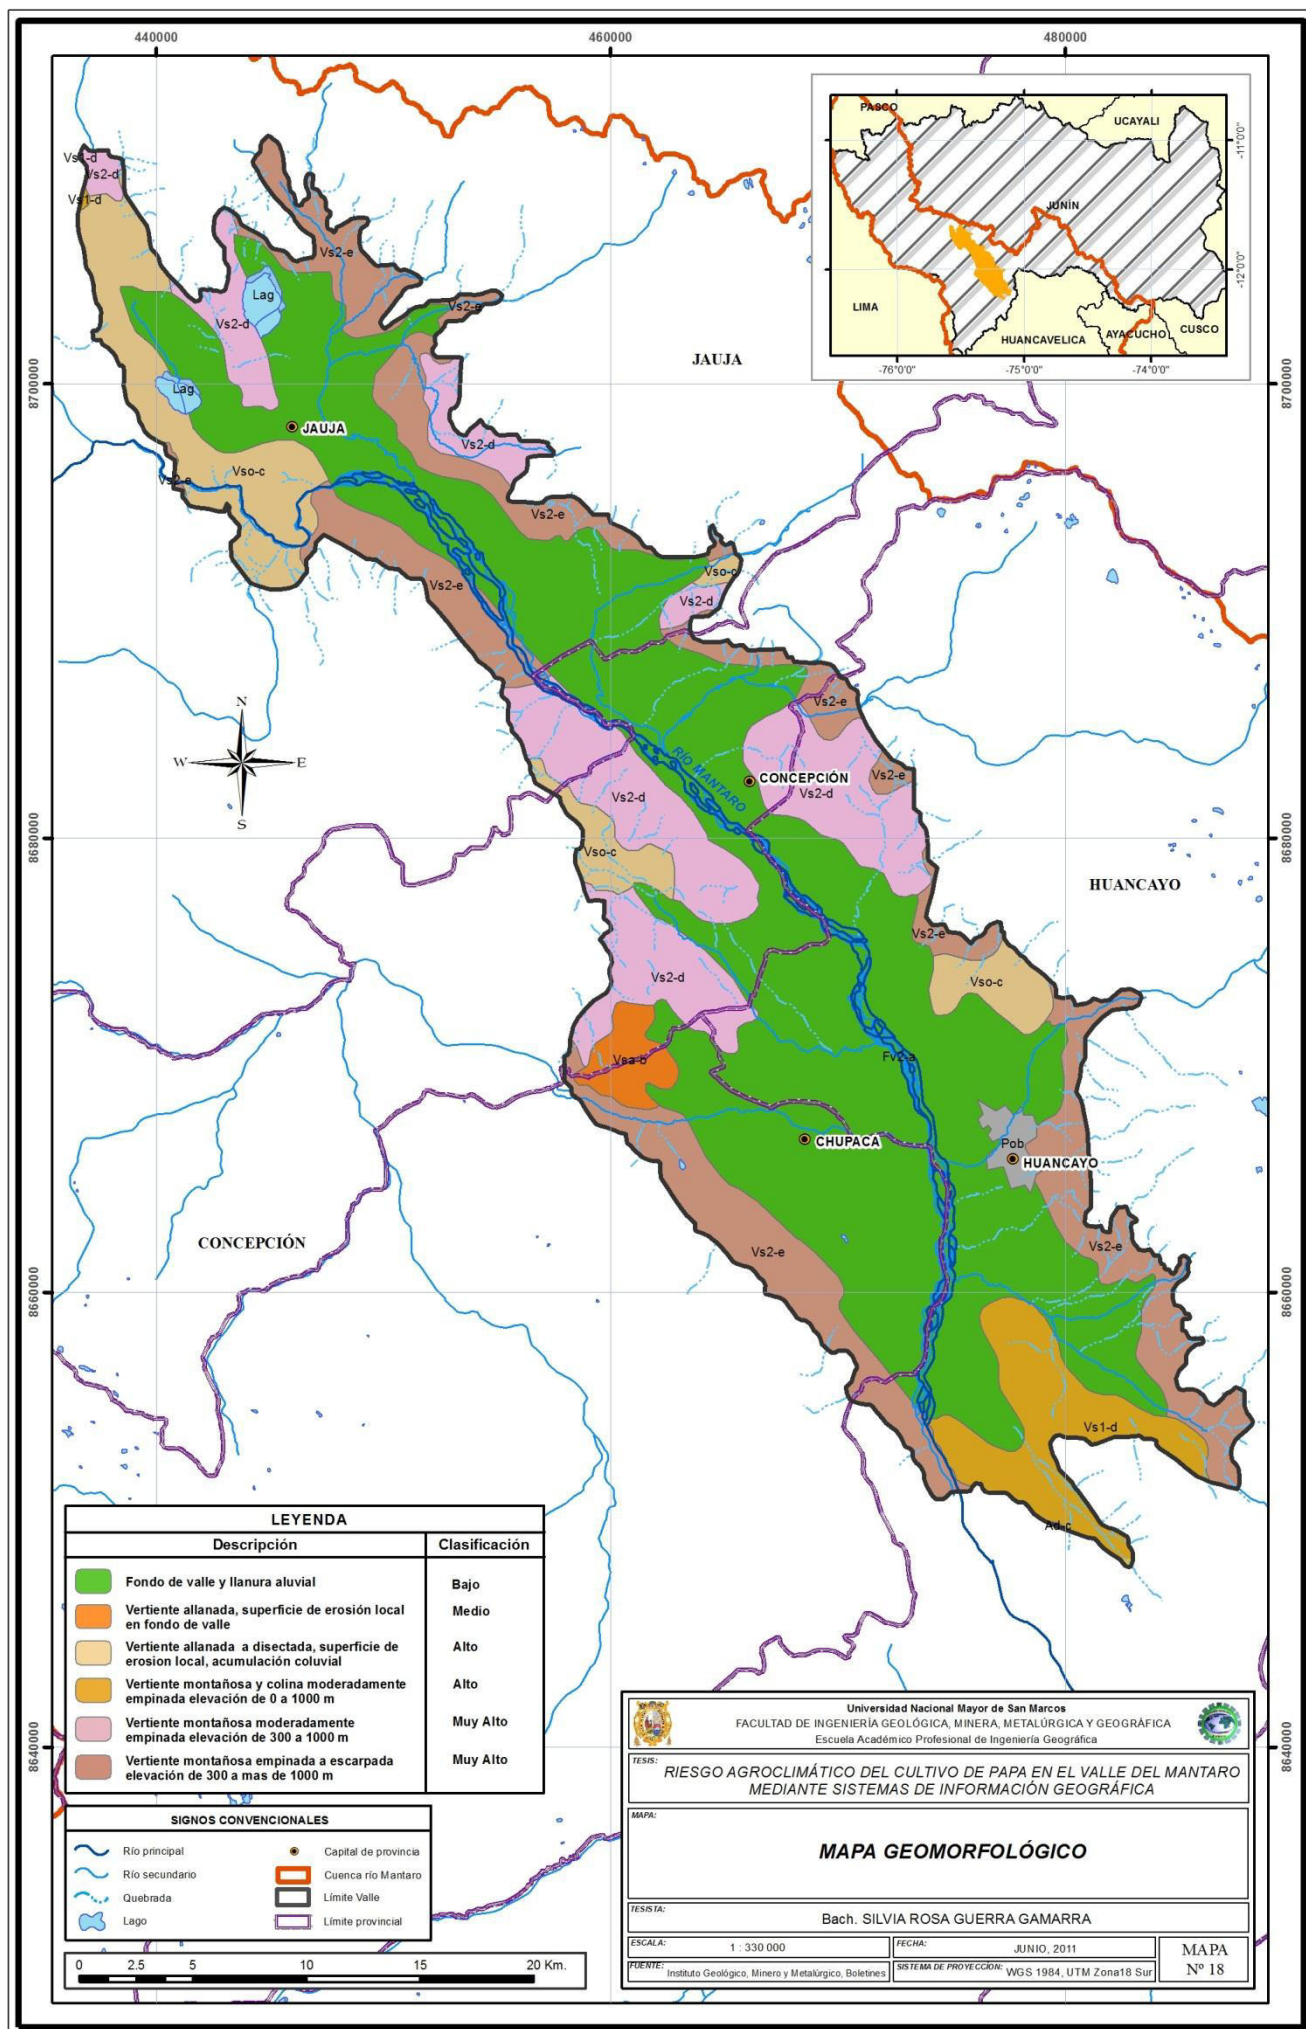 440000
460000
480000
PASCO
UCAYALI
-11°0'0"
JUNÍN
-12°0'0"
LIMA
HUANCAVELICA
AYACUCHO
CUSCO
-76°0'0"
-75°0'0"
-74°0'0"
Vs1-d
Vs2-d
Vs1-d
Vs2-e
Lag
Vs2-e
Vs2-d
JAUJA
8700000
8700000
Lag
JAUJA
Vs2-d
Vso-c
Vs2-e
Vs2-e
Vs2-e
Vso-c
Vs2-d
Vs2-e
N
W
E
S
RÍO MANTARO
Vs2-e
CONCEPCIÓN
Vs2-d
Vs2-d
8680000
8680000
Vso-c
HUANCAYO
Vs2-e
Vs2-d
Vso-c
Fv2-a
Vsa-b
CHUPACA
Pob
HUANCAYO
CONCEPCIÓN
Vs2-e
Vs2-e
8660000
8660000
Vs1-d
Ad-c
LEYENDA
Descripción Clasificación
Fondo de valle y llanura aluvial Bajo
Vertiente allanada, superficie de erosión local Medio
en fondo de valle
Vertiente allanada a disectada, superficie de Alto
erosion local, acumulación coluvial
Vertiente montañosa y colina moderadamente Alto
empinada elevación de 0 a 1000 m
Vertiente montañosa moderadamente Muy Alto
empinada elevación de 300 a 1000 m
Vertiente montañosa empinada a escarpada Muy Alto
elevación de 300 a mas de 1000 m
8640000
8640000
SIGNOS CONVENCIONALES
Río principal Capital de provincia
Río secundario Cuenca río Mantaro
Quebrada Límite Valle
Lago Límite provincial
0 2.5 5 10 15 20 Km.
Universidad Nacional Mayor de San Marcos
FACULTAD DE INGENIERÍA GEOLÓGICA, MINERA, METALÚRGICA Y GEOGRÁFICA
Escuela Académico Profesional de Ingeniería Geográfica
TESIS:
RIESGO AGROCLIMÁTICO DEL CULTIVO DE PAPA EN EL VALLE DEL MANTARO
MEDIANTE SISTEMAS DE INFORMACIÓN GEOGRÁFICA
MAPA:
MAPA GEOMORFOLÓGICO
TESISTA:
Bach. SILVIA ROSA GUERRA GAMARRA
ESCALA: 1 : 330 000
FECHA: JUNIO, 2011
FUENTE: Instituto Geológico, Minero y Metalúrgico, Boletines
SISTEMA DE PROYECCIÓN: WGS 1984, UTM Zona18 Sur
MAPA
Nº 18